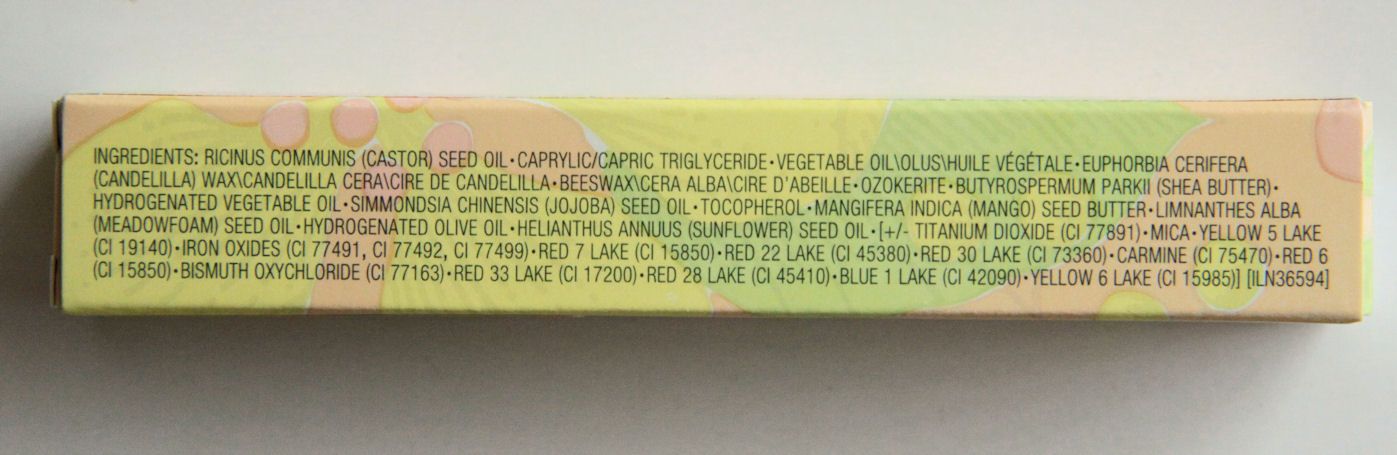 INGREDIENTS: RICINUS COMMUNIS (CASTOR) SEED OIL•CAPRYLIC/CAPRIC TRIGLYCERIDE•VEGETABLE OIL\OLUS\HUILE VÉGÉTALE•EUPHORBIA CERIFERA
(CANDELILLA) WAX\CANDELILLA CERA\CIRE DE CANDELILLA•BEESWAX\CERA ALBA\CIRE D'ABEILLE•OZOKERITE•BUTYROSPERMUM PARKII (SHEA BUTTER)•
HYDROGENATED VEGETABLE OIL•SIMMONDSIA CHINENSIS (JOJOBA) SEED OIL•TOCOPHEROL•MANGIFERA INDICA (MANGO) SEED BUTTER•LIMNANTHES ALBA
(MEADOWFOAM) SEED OIL•HYDROGENATED OLIVE OIL•HELIANTHUS ANNUUS (SUNFLOWER) SEED OIL•[+/- TITANIUM DIOXIDE (CI 77891)•MICA•YELLOW 5 LAKE
(CI 19140)•IRON OXIDES (CI 77491, CI 77492, CI 77499)•RED 7 LAKE (CI 15850)•RED 22 LAKE (CI 45380)•RED 30 LAKE (CI 73360)•CARMINE (CI 75470)•RED 6
(CI 15850)•BISMUTH OXYCHLORIDE (CI 77163)•RED 33 LAKE (CI 17200)•RED 28 LAKE (CI 45410)•BLUE 1 LAKE (CI 42090)•YELLOW 6 LAKE (CI 15985)] [ILN36594]